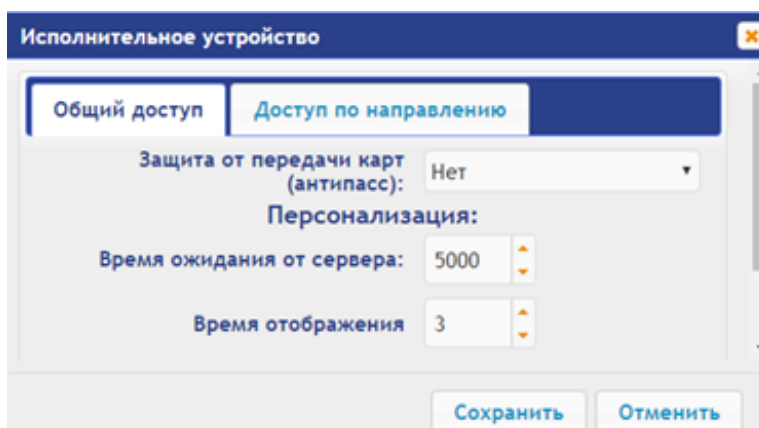 Исполнительное устройство
Общий доступ
Доступ по направлению
Защита от передачи карт
(антипасс):
Нет
Персонализация:
Время ожидания от сервера:
5000
Время отображения
3
Сохранить
Отменить